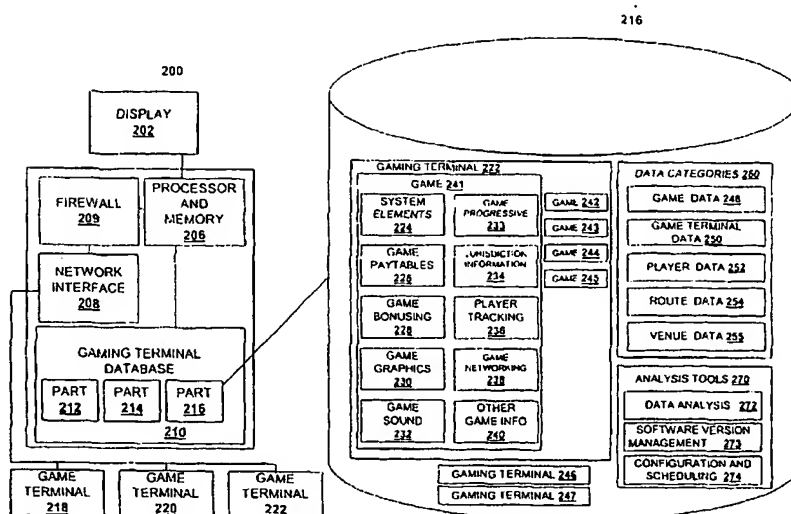 216
200
DISPLAY
202
FIREWALL
209
PROCESSOR
AND
MEMORY
206
NETWORK
INTERFACE
208
GAMING TERMINAL
DATABASE
PART
212
PART
214
PART
216
210
GAME
TERMINAL
218
GAME
TERMINAL
220
GAME
TERMINAL
222
GAMING TERMINAL 222
GAME 241
SYSTEM
ELEMENTS
224
GAME
PROGRESSIVE
233
GAME
PAYTABLES
226
JURISDICTION
INFORMATION
234
GAME
BONUSING
228
PLAYER
TRACKING
236
GAME
GRAPHICS
230
GAME
NETWORKING
238
GAME
SOUND
232
OTHER
GAME INFO
240
GAME 242
GAME 243
GAME 244
GAME 245
GAMING TERMINAL 246
GAMING TERMINAL 247
DATA CATEGORIES 260
GAME DATA 248
GAME TERMINAL
DATA 250
PLAYER DATA 252
ROUTE DATA 254
VENUE DATA 255
ANALYSIS TOOLS 270
DATA ANALYSIS 272
SOFTWARE VERSION
MANAGEMENT 273
CONFIGURATION AND
SCHEDULING 274